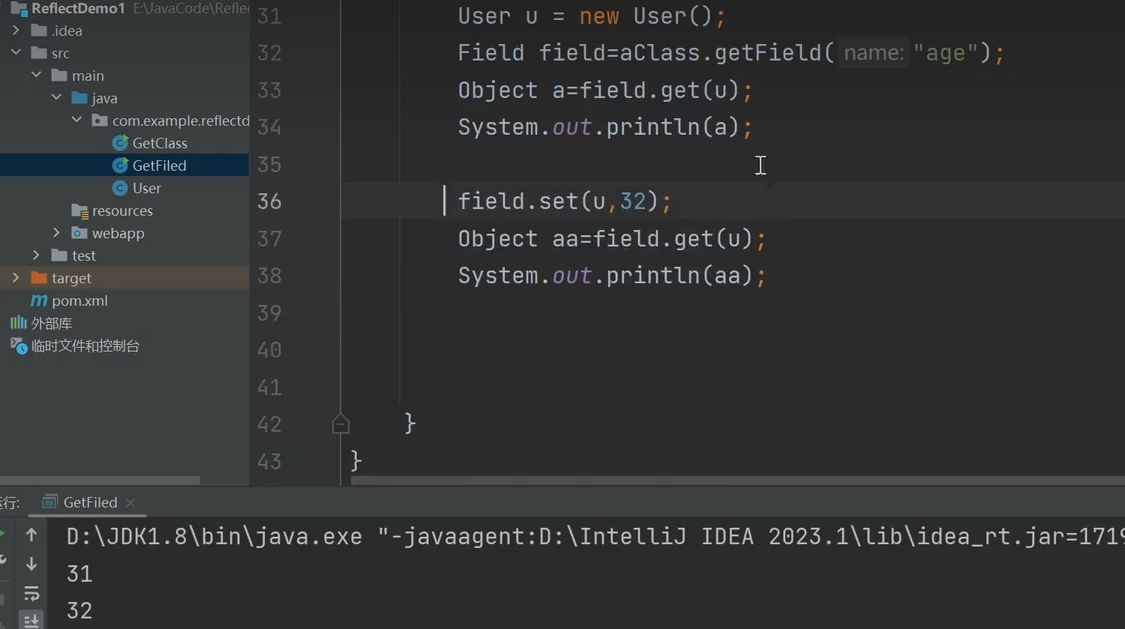 ReflectDemo1 E:\JavaCode\Reflec
.idea
src
main
java
com.example.reflectd
GetClass
GetFiled
User
resources
webapp
test
target
pom.xml
外部库
临时文件和控制台
31 User u = new User();
32 Field field=aClass.getField( name: "age");
33 Object a=field.get(u);
34 System.out.println(a);
35
36 field.set(u,32);
37 Object aa=field.get(u);
38 System.out.println(aa);
39
40
41
42 }
43 }
运行: GetFiled
D:\JDK1.8\bin\java.exe "-javaagent:D:\IntelliJ IDEA 2023.1\lib\idea_rt.jar=1719
31
32